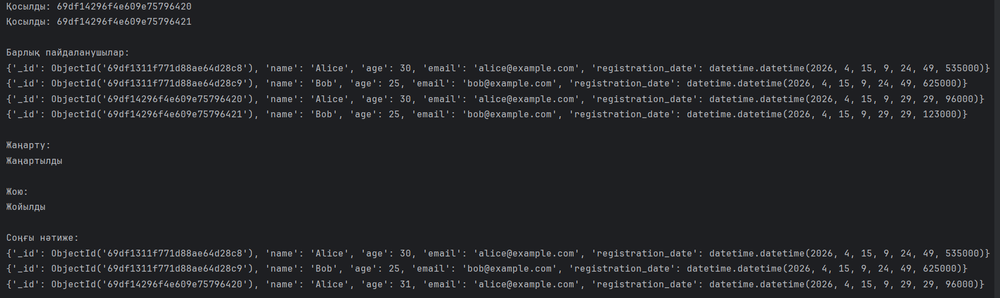 Қосылды: 69df14296f4e609e75796420
Қосылды: 69df14296f4e609e75796421
Барлық пайдаланушылар:
{'_id': ObjectId('69df1311f771d88ae64d28c8'), 'name': 'Alice', 'age': 30, 'email': 'alice@example.com', 'registration_date': datetime.datetime(2026, 4, 15, 9, 24, 49, 535000)}
{'_id': ObjectId('69df1311f771d88ae64d28c9'), 'name': 'Bob', 'age': 25, 'email': 'bob@example.com', 'registration_date': datetime.datetime(2026, 4, 15, 9, 24, 49, 625000)}
{'_id': ObjectId('69df14296f4e609e75796420'), 'name': 'Alice', 'age': 30, 'email': 'alice@example.com', 'registration_date': datetime.datetime(2026, 4, 15, 9, 29, 29, 96000)}
{'_id': ObjectId('69df14296f4e609e75796421'), 'name': 'Bob', 'age': 25, 'email': 'bob@example.com', 'registration_date': datetime.datetime(2026, 4, 15, 9, 29, 29, 123000)}
Жаңарту:
Жаңартылды
Жою:
Жойылды
Соңғы нәтиже:
{'_id': ObjectId('69df1311f771d88ae64d28c8'), 'name': 'Alice', 'age': 30, 'email': 'alice@example.com', 'registration_date': datetime.datetime(2026, 4, 15, 9, 24, 49, 535000)}
{'_id': ObjectId('69df1311f771d88ae64d28c9'), 'name': 'Bob', 'age': 25, 'email': 'bob@example.com', 'registration_date': datetime.datetime(2026, 4, 15, 9, 24, 49, 625000)}
{'_id': ObjectId('69df14296f4e609e75796420'), 'name': 'Alice', 'age': 31, 'email': 'alice@example.com', 'registration_date': datetime.datetime(2026, 4, 15, 9, 29, 29, 96000)}